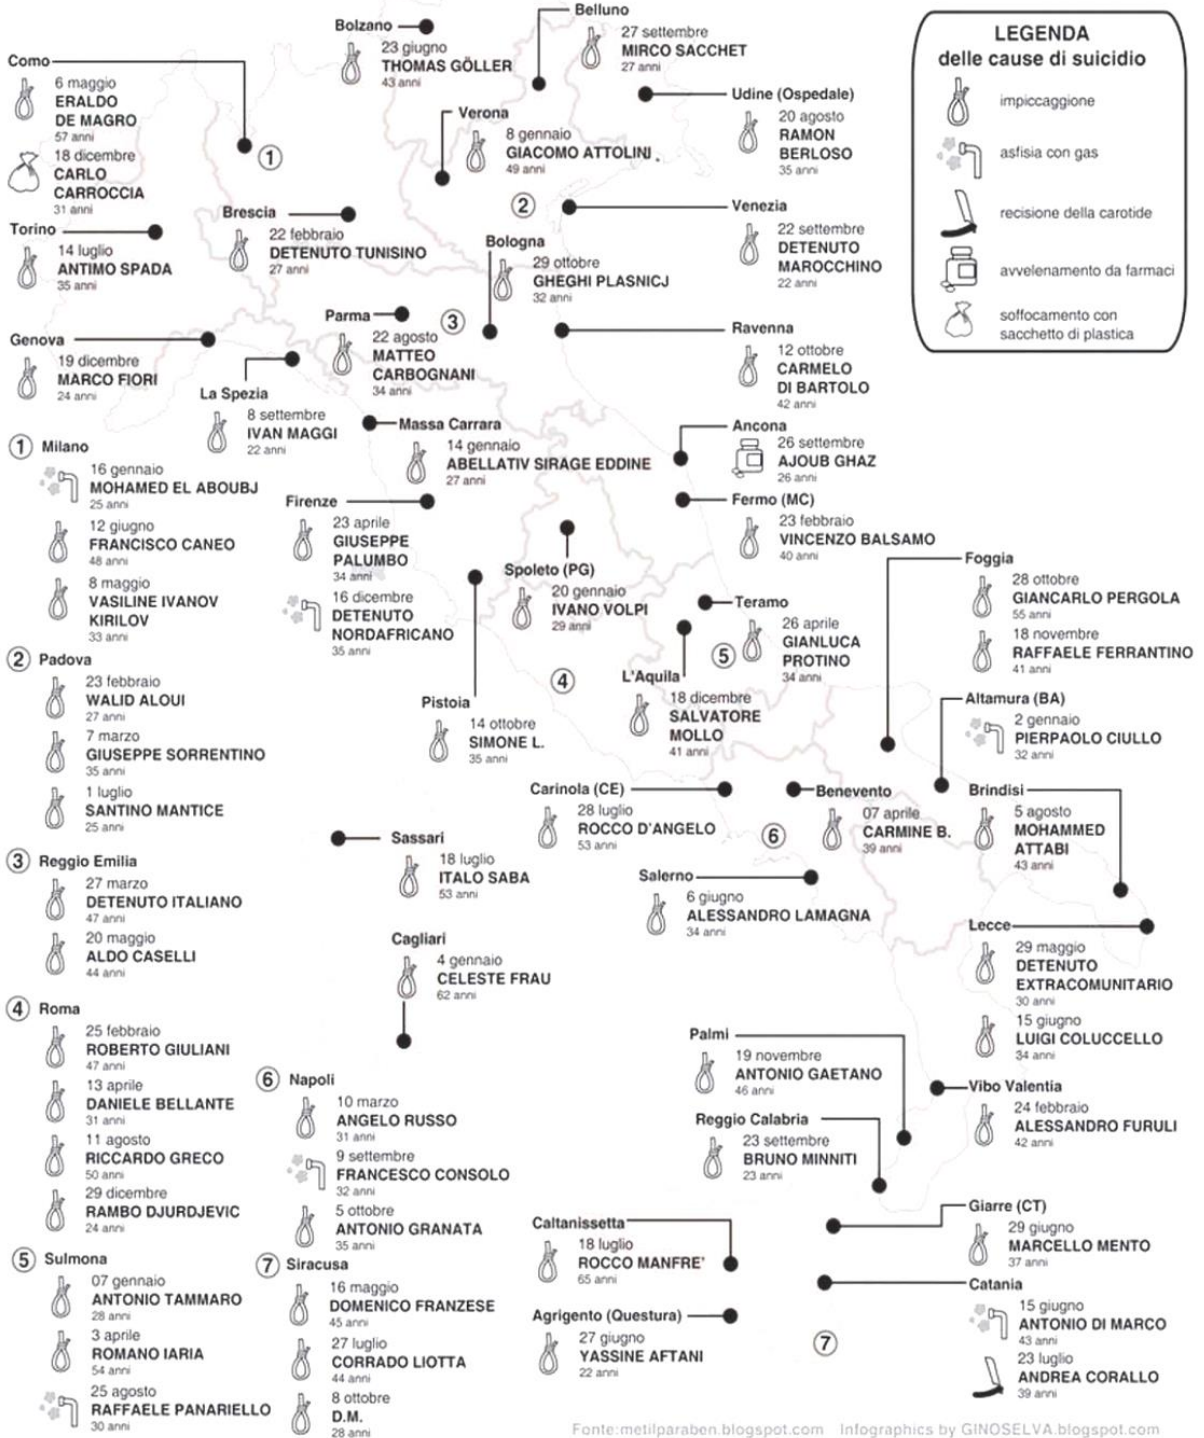 Bolzano
23 giugno
THOMAS GÖLLER
43 anni
Belluno
27 settembre
MIRCO SACCHET
27 anni
LEGENDA
delle cause di suicidio
impiccaggione
asfisia con gas
recisione della carotide
avvelenamento da farmaci
soffocamento con
sacchetto di plastica
Como
6 maggio
ERALDO
DE MAGRO
57 anni
18 dicembre
CARLO
CARROCCIA
31 anni
1
Verona
8 gennaio
GIACOMO ATTOLINI
49 anni
Udine (Ospedale)
20 agosto
RAMON
BERLOSO
35 anni
2
Torino
14 luglio
ANTIMO SPADA
35 anni
Brescia
22 febbraio
DETENUTO TUNISINO
27 anni
Bologna
29 ottobre
GHEGHI PLASNICJ
32 anni
Venezia
22 settembre
DETENUTO
MAROCCHINO
22 anni
Genova
19 dicembre
MARCO FIORI
24 anni
Parma
22 agosto
MATTEO
CARBOGNANI
34 anni
3
Ravenna
12 ottobre
CARMELO
DI BARTOLO
42 anni
La Spezia
8 settembre
IVAN MAGGI
22 anni
Massa Carrara
14 gennaio
ABELLATIV SIRAGE EDDINE
27 anni
Ancona
26 settembre
AJOUB GHAZ
26 anni
1 Milano
16 gennaio
MOHAMED EL ABOUBJ
25 anni
12 giugno
FRANCISCO CANEO
48 anni
8 maggio
VASILINE IVANOV
KIRILOV
33 anni
Firenze
23 aprile
GIUSEPPE
PALUMBO
34 anni
16 dicembre
DETENUTO
NORDAFRICANO
35 anni
Fermo (MC)
23 febbraio
VINCENZO BALSAMO
40 anni
Spoleto (PG)
20 gennaio
IVANO VOLPI
29 anni
Foggia
28 ottobre
GIANCARLO PERGOLA
55 anni
18 novembre
RAFFAELE FERRANTINO
41 anni
Teramo
26 aprile
GIANLUCA
PROTINO
34 anni
5
4
L'Aquila
18 dicembre
SALVATORE
MOLLO
41 anni
Pistoia
14 ottobre
SIMONE L.
35 anni
2 Padova
23 febbraio
WALID ALOUI
27 anni
7 marzo
GIUSEPPE SORRENTINO
35 anni
1 luglio
SANTINO MANTICE
25 anni
Altamura (BA)
2 gennaio
PIERPAOLO CIULLO
32 anni
Carinola (CE)
28 luglio
ROCCO D'ANGELO
53 anni
Benevento
07 aprile
CARMINE B.
39 anni
6
Brindisi
5 agosto
MOHAMMED
ATTABI
43 anni
Sassari
18 luglio
ITALO SABA
53 anni
Salerno
6 giugno
ALESSANDRO LAMAGNA
34 anni
3 Reggio Emilia
27 marzo
DETENUTO ITALIANO
47 anni
20 maggio
ALDO CASELLI
44 anni
Cagliari
4 gennaio
CELESTE FRAU
62 anni
Lecce
29 maggio
DETENUTO
EXTRACOMUNITARIO
30 anni
15 giugno
LUIGI COLUCCELLO
34 anni
4 Roma
25 febbraio
ROBERTO GIULIANI
47 anni
13 aprile
DANIELE BELLANTE
31 anni
11 agosto
RICCARDO GRECO
50 anni
29 dicembre
RAMBO DJURDJEVIC
24 anni
Palmi
19 novembre
ANTONIO GAETANO
46 anni
Vibo Valentia
24 febbraio
ALESSANDRO FURULI
42 anni
Reggio Calabria
23 settembre
BRUNO MINNITI
23 anni
6 Napoli
10 marzo
ANGELO RUSSO
31 anni
9 settembre
FRANCESCO CONSOLO
32 anni
5 ottobre
ANTONIO GRANATA
35 anni
Giarre (CT)
29 giugno
MARCELLO MENTO
37 anni
Caltanissetta
18 luglio
ROCCO MANFRE'
65 anni
5 Sulmona
07 gennaio
ANTONIO TAMMARO
28 anni
3 aprile
ROMANO IARIA
54 anni
25 agosto
RAFFAELE PANARIELLO
30 anni
7 Siracusa
16 maggio
DOMENICO FRANZESE
45 anni
27 luglio
CORRADO LIOTTA
44 anni
8 ottobre
D.M.
28 anni
Agrigento (Questura)
27 giugno
YASSINE AFTANI
22 anni
7
Catania
15 giugno
ANTONIO DI MARCO
43 anni
23 luglio
ANDREA CORALLO
39 anni
Fonte:metilparaben.blogspot.com Infographics by GINOSELVA.blogspot.com